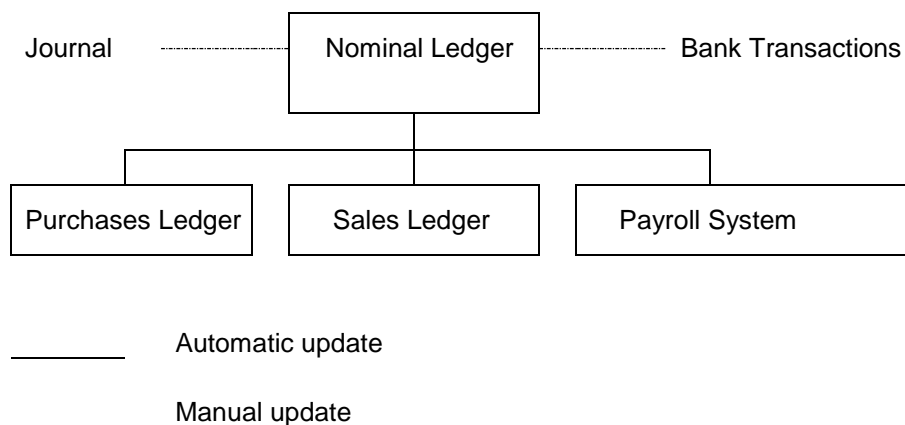 Journal
Nominal Ledger
Bank Transactions
Purchases Ledger
Sales Ledger
Payroll System
Automatic update
Manual update